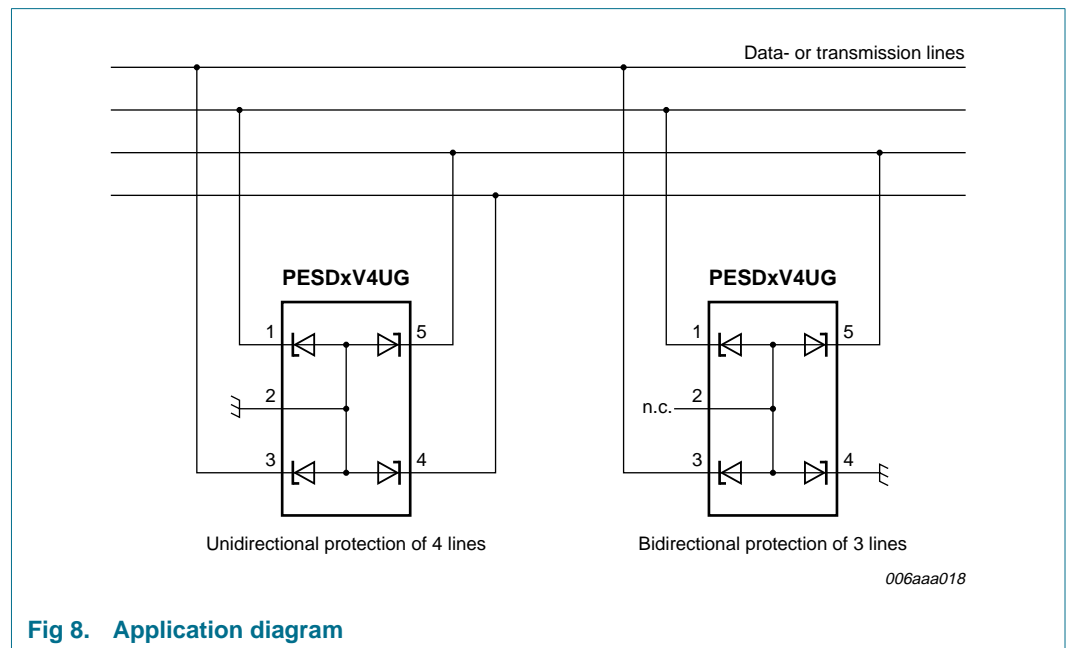 Data- or transmission lines
PESDxV4UG
1
5
2
3
4
Unidirectional protection of 4 lines
PESDxV4UG
1
5
n.c.
2
3
4
Bidirectional protection of 3 lines
006aaa018
Fig 8. Application diagram